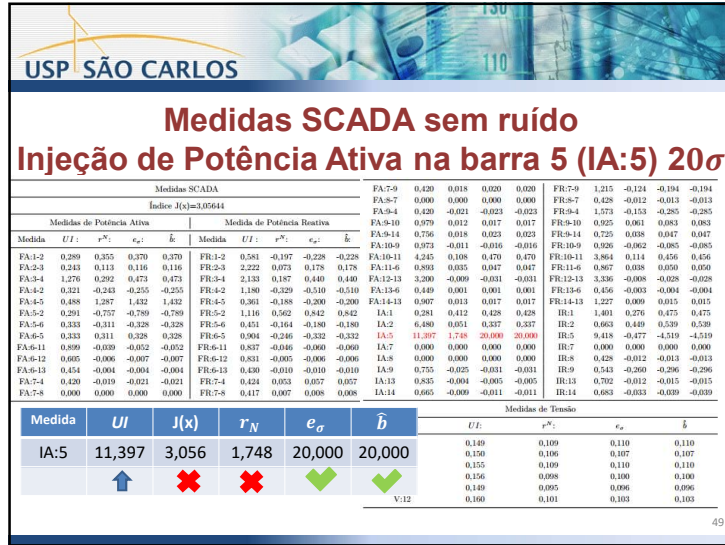 USP SÃO CARLOS
Medidas SCADA sem ruído
Injeção de Potência Ativa na barra 5 (IA:5) 20σ
Medidas SCADA
Índice J(x)=3,05644
Medidas de Potência Ativa Medida de Potência Reativa
Medida UI: r^N: e_σ: b̂: Medida UI: r^N: e_σ: b̂:
FA:1-2 0,289 0,355 0,370 0,370 FR:1-2 0,581 -0,197 -0,228 -0,228
FA:2-3 0,243 0,113 0,116 0,116 FR:2-3 2,222 0,073 0,178 0,178
FA:3-4 1,276 0,292 0,473 0,473 FR:3-4 2,133 0,187 0,440 0,440
FA:4-2 0,321 -0,243 -0,255 -0,255 FR:4-2 1,180 -0,329 -0,510 -0,510
FA:4-5 0,488 1,287 1,432 1,432 FR:4-5 0,361 -0,188 -0,200 -0,200
FA:5-2 0,291 -0,757 -0,789 -0,789 FR:5-2 1,116 0,562 0,842 0,842
FA:5-6 0,333 -0,311 -0,328 -0,328 FR:5-6 0,451 -0,164 -0,180 -0,180
FA:6-5 0,333 0,311 0,328 0,328 FR:6-5 0,904 -0,246 -0,332 -0,332
FA:6-11 0,899 -0,039 -0,052 -0,052 FR:6-11 0,837 -0,046 -0,060 -0,060
FA:6-12 0,605 -0,006 -0,007 -0,007 FR:6-12 0,831 -0,005 -0,006 -0,006
FA:6-13 0,454 -0,004 -0,004 -0,004 FR:6-13 0,430 -0,010 -0,010 -0,010
FA:7-4 0,420 -0,019 -0,021 -0,021 FR:7-4 0,424 0,053 0,057 0,057
FA:7-8 0,000 0,000 0,000 0,000 FR:7-8 0,417 0,007 0,008 0,008
FA:7-9 0,420 0,018 0,020 0,020 FR:7-9 1,215 -0,124 -0,194 -0,194
FA:8-7 0,000 0,000 0,000 0,000 FR:8-7 0,428 -0,012 -0,013 -0,013
FA:9-4 0,420 -0,021 -0,023 -0,023 FR:9-4 1,573 -0,153 -0,285 -0,285
FA:9-10 0,979 0,012 0,017 0,017 FR:9-10 0,925 0,061 0,083 0,083
FA:9-14 0,756 0,018 0,023 0,023 FR:9-14 0,725 0,038 0,047 0,047
FA:10-9 0,973 -0,011 -0,016 -0,016 FR:10-9 0,926 -0,062 -0,085 -0,085
FA:10-11 4,245 0,108 0,470 0,470 FR:10-11 3,864 0,114 0,456 0,456
FA:11-6 0,893 0,035 0,047 0,047 FR:11-6 0,867 0,038 0,050 0,050
FA:12-13 3,200 -0,009 -0,031 -0,031 FR:12-13 3,336 -0,008 -0,028 -0,028
FA:13-6 0,449 0,001 0,001 0,001 FR:13-6 0,456 -0,003 -0,004 -0,004
FA:14-13 0,907 0,013 0,017 0,017 FR:14-13 1,227 0,009 0,015 0,015
IA:1 0,281 0,412 0,428 0,428 IR:1 1,401 0,276 0,475 0,475
IA:2 6,480 0,051 0,337 0,337 IR:2 0,663 0,449 0,539 0,539
IA:5 11,397 1,748 20,000 20,000 IR:5 9,418 -0,477 -4,519 -4,519
IA:7 0,000 0,000 0,000 0,000 IR:7 0,000 0,000 0,000 0,000
IA:8 0,000 0,000 0,000 0,000 IR:8 0,428 -0,012 -0,013 -0,013
IA:9 0,755 -0,025 -0,031 -0,031 IR:9 0,543 -0,260 -0,296 -0,296
IA:13 0,835 -0,004 -0,005 -0,005 IR:13 0,702 -0,012 -0,015 -0,015
IA:14 0,665 -0,009 -0,011 -0,011 IR:14 0,683 -0,033 -0,039 -0,039
Medidas de Tensão
UI: r^N: e_σ: b̂
0,149 0,109 0,110 0,110
0,150 0,106 0,107 0,107
0,155 0,109 0,110 0,110
0,156 0,098 0,100 0,100
0,149 0,095 0,096 0,096
V:12 0,160 0,101 0,103 0,103
Medida UI J(x) r_N e_σ b̂
IA:5 11,397 3,056 1,748 20,000 20,000
49